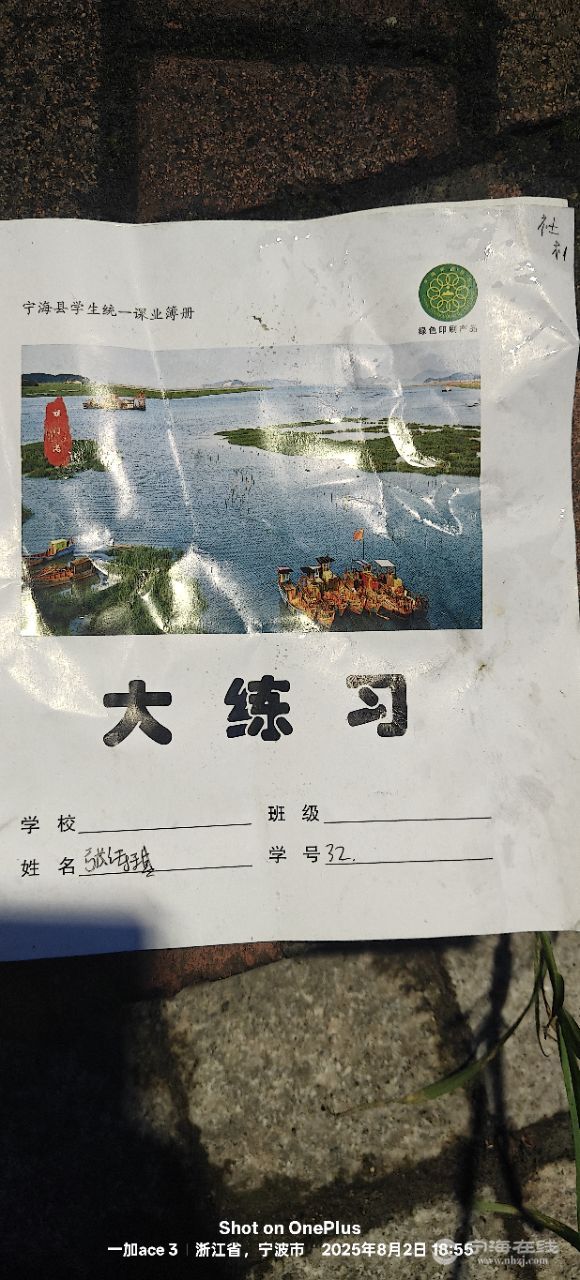 社
宁海县学生统一课业簿册
绿色印刷产品
大练习
学 校
班 级
姓 名
学 号 32.
Shot on OnePlus
一加ace 3 | 浙江省，宁波市 2025年8月2日 18:55
宁海在线
www.nhzj.com